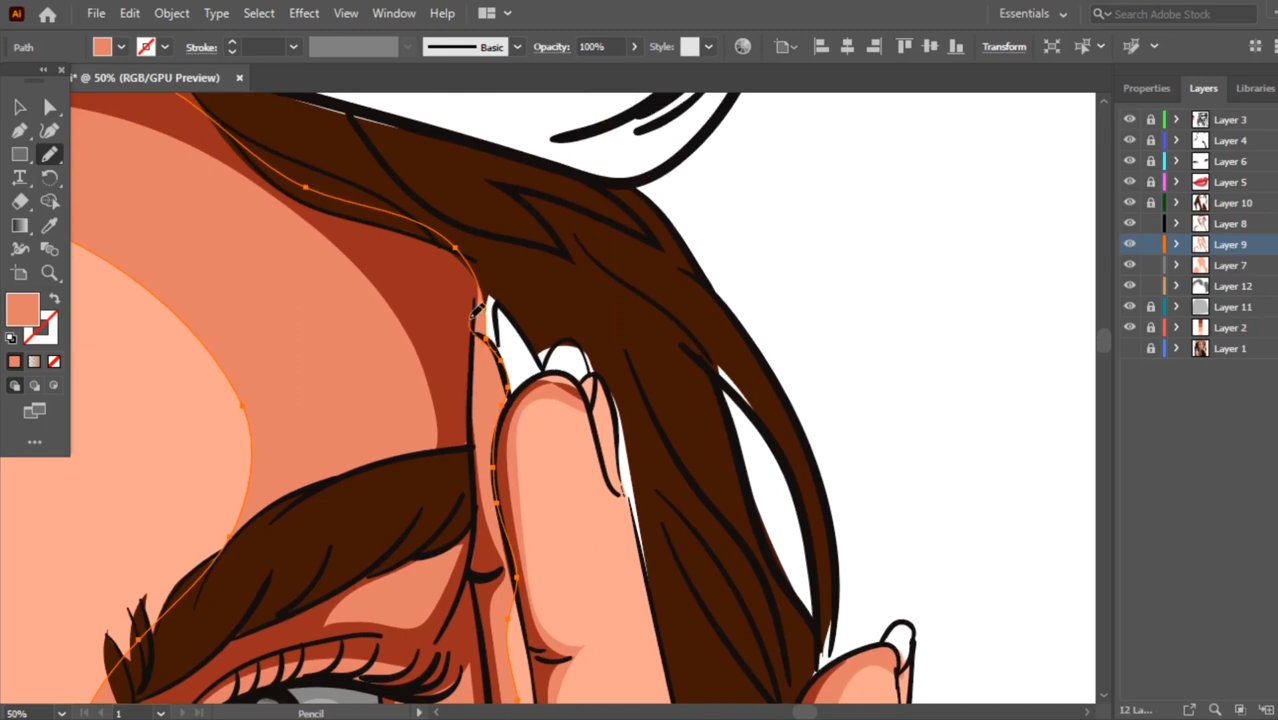 Ai File Edit Object Type Select Effect View Window Help Essentials Search Adobe Stock
Path Stroke: Basic Opacity: 100% Style: Transform
i* @ 50% (RGB/GPU Preview)
Properties Layers Libraries
Layer 3
Layer 4
Layer 6
Layer 5
Layer 10
Layer 8
Layer 9
Layer 7
Layer 12
Layer 11
Layer 2
Layer 1
50% 1 Pencil 12 La...